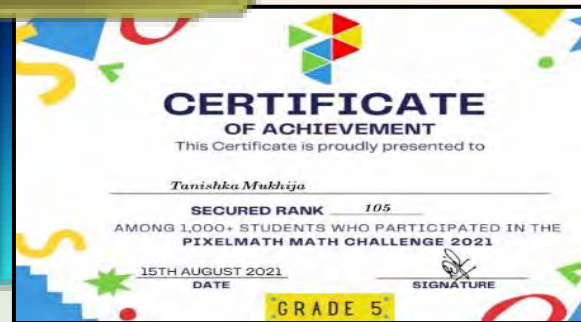 CERTIFICATE
OF ACHIEVEMENT
This Certificate is proudly presented to
Tanishka Mukhija
SECURED RANK 105
AMONG 1,000+ STUDENTS WHO PARTICIPATED IN THE
PIXELMATH MATH CHALLENGE 2021
15TH AUGUST 2021
DATE SIGNATURE
GRADE 5